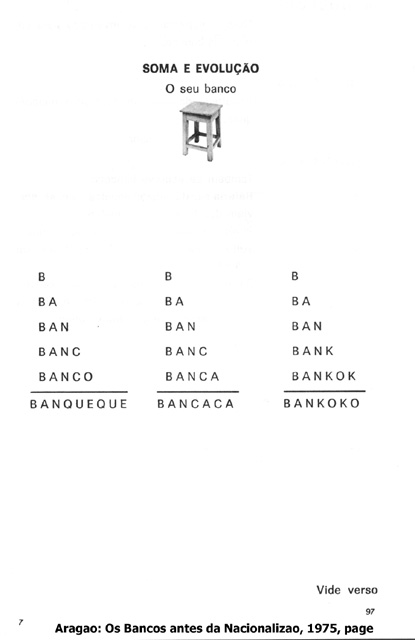 SOMA E EVOLUÇÃO
O seu banco
B B B
BA BA BA
BAN BAN BAN
BANC BANC BANK
BANCO BANCA BANKOK
BANQUEQUE BANCACA BANKOKO
Vide verso
97
7
Aragao: Os Bancos antes da Nacionalizao, 1975, page